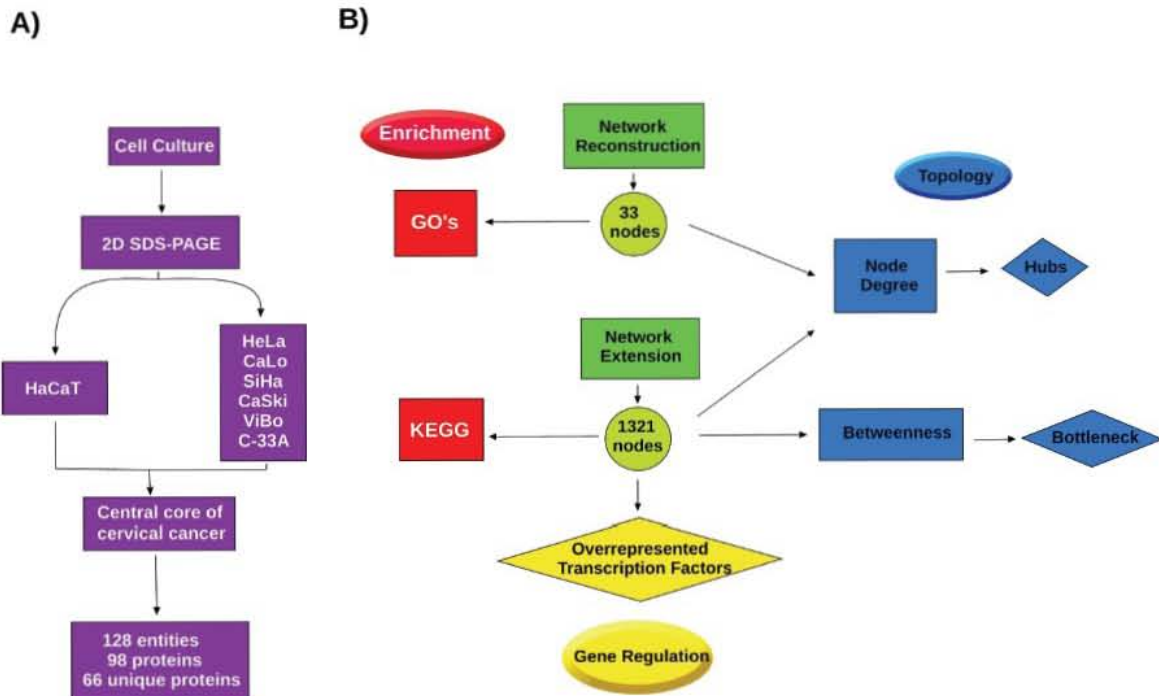 A)
Cell Culture
2D SDS-PAGE
HaCaT
HeLa
CaLo
SiHa
CaSki
ViBo
C-33A
Central core of
cervical cancer
128 entities
98 proteins
66 unique proteins
B)
Enrichment
Network
Reconstruction
Topology
GO's
33
nodes
Node
Degree
Hubs
Network
Extension
KEGG
1321
nodes
Betweenness
Bottleneck
Overrepresented
Transcription Factors
Gene Regulation